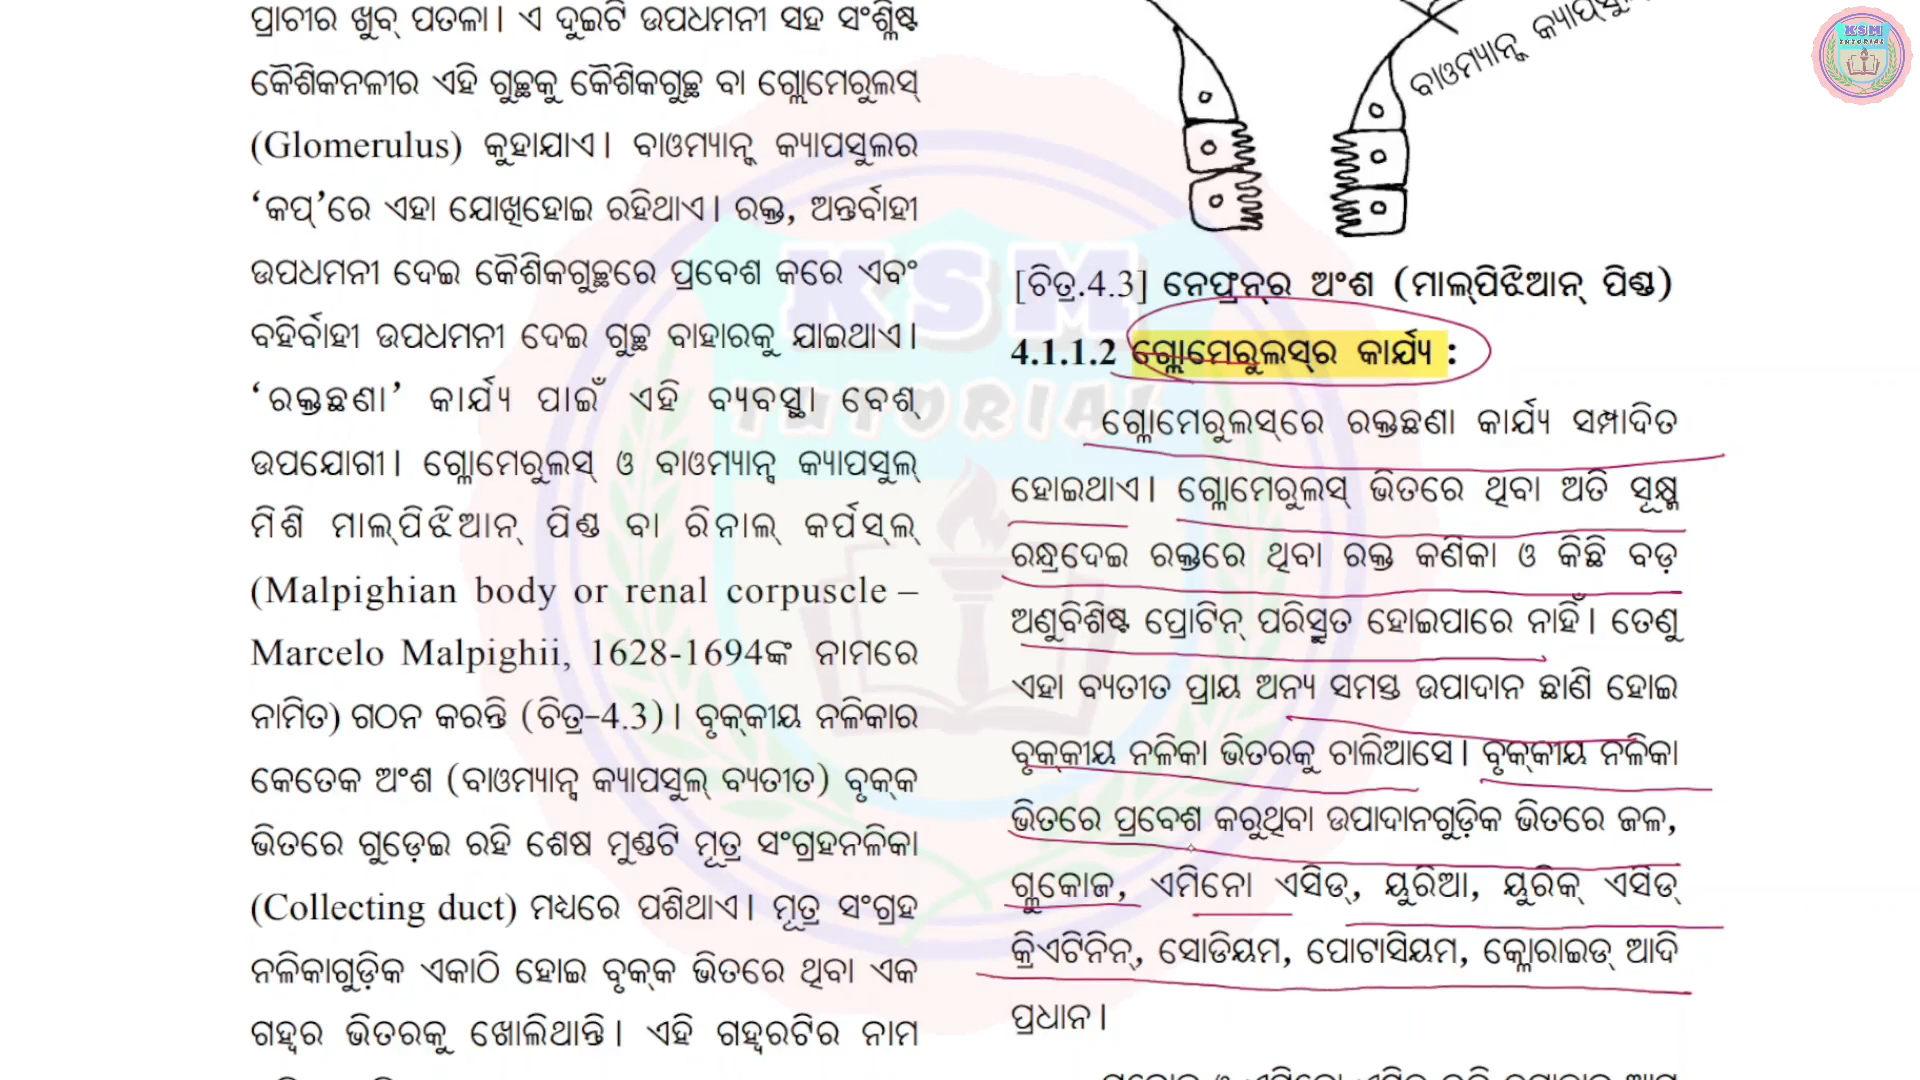 ପ୍ରାଚୀର ଖୁବ୍ ପତଳା। ଏ ଦୁଇଟି ଉପଧମନୀ ସହ ସଂଶ୍ଳିଷ୍ଟ
କୈଶିକନଳୀର ଏହି ଗୁଚ୍ଛକୁ କୈଶିକଗୁଚ୍ଛ ବା ଗ୍ଲୋମେରୁଲସ୍
(Glomerulus) କୁହାଯାଏ। ବାଓମ୍ୟାନ୍ସ କ୍ୟାପସୁଲର
‘କପ୍’ରେ ଏହା ଯୋଖିହୋଇ ରହିଥାଏ। ରକ୍ତ, ଅନ୍ତର୍ବାହୀ
ଉପଧମନୀ ଦେଇ କୈଶିକଗୁଚ୍ଛରେ ପ୍ରବେଶ କରେ ଏବଂ
ବହିର୍ବାହୀ ଉପଧମନୀ ଦେଇ ଗୁଚ୍ଛ ବାହାରକୁ ଯାଇଥାଏ।
‘ରକ୍ତଛଣା’ କାର୍ଯ୍ୟ ପାଇଁ ଏହି ବ୍ୟବସ୍ଥା ବେଶ୍
ଉପଯୋଗୀ। ଗ୍ଲୋମେରୁଲସ୍ ଓ ବାଓମ୍ୟାନ୍ସ କ୍ୟାପସୁଲ୍
ମିଶି ମାଲ୍‌ପିଝିଆନ୍ ପିଣ୍ଡ ବା ରିନାଲ୍ କର୍ପସ୍‌ଲ୍
(Malpighian body or renal corpuscle –
Marcelo Malpighii, 1628-1694ଙ୍କ ନାମରେ
ନାମିତ) ଗଠନ କରନ୍ତି (ଚିତ୍ର-4.3)। ବୃକ୍‌କୀୟ ନଳିକାର
କେତେକ ଅଂଶ (ବାଓମ୍ୟାନ୍ସ କ୍ୟାପସୁଲ୍ ବ୍ୟତୀତ) ବୃକ୍‌କ
ଭିତରେ ଗୁଡ଼େଇ ରହି ଶେଷ ମୁଣ୍ଡଟି ମୂତ୍ର ସଂଗ୍ରହନଳିକା
(Collecting duct) ମଧ୍ୟରେ ପଶିଥାଏ। ମୂତ୍ର ସଂଗ୍ରହ
ନଳିକାଗୁଡ଼ିକ ଏକାଠି ହୋଇ ବୃକ୍‌କ ଭିତରେ ଥିବା ଏକ
ଗହ୍ୱର ଭିତରକୁ ଖୋଲିଥାନ୍ତି। ଏହି ଗହ୍ୱରଟିର ନାମ
ବାଓମ୍ୟାନ୍ସ
[ଚିତ୍ର.4.3] ନେଫ୍ରନ୍‌ର ଅଂଶ (ମାଲ୍‌ପିଝିଆନ୍ ପିଣ୍ଡ)
4.1.1.2 ଗ୍ଲୋମେରୁଲସ୍‌ର କାର୍ଯ୍ୟ :
ଗ୍ଲୋମେରୁଲସ୍‌ରେ ରକ୍ତଛଣା କାର୍ଯ୍ୟ ସମ୍ପାଦିତ
ହୋଇଥାଏ। ଗ୍ଲୋମେରୁଲସ୍ ଭିତରେ ଥିବା ଅତି ସୂକ୍ଷ୍ମ
ରନ୍ଧ୍ରଦେଇ ରକ୍ତରେ ଥିବା ରକ୍ତ କଣିକା ଓ କିଛି ବଡ଼
ଅଣୁବିଶିଷ୍ଟ ପ୍ରୋଟିନ୍ ପରିସ୍ରୁତ ହୋଇପାରେ ନାହିଁ। ତେଣୁ
ଏହା ବ୍ୟତୀତ ପ୍ରାୟ ଅନ୍ୟ ସମସ୍ତ ଉପାଦାନ ଛାଣି ହୋଇ
ବୃକ୍‌କୀୟ ନଳିକା ଭିତରକୁ ଚାଲିଆସେ। ବୃକ୍‌କୀୟ ନଳିକା
ଭିତରେ ପ୍ରବେଶ କରୁଥିବା ଉପାଦାନଗୁଡ଼ିକ ଭିତରେ ଜଳ,
ଗ୍ଲୁକୋଜ, ଏମିନୋ ଏସିଡ୍, ୟୁରିଆ, ୟୁରିକ୍ ଏସିଡ୍
କ୍ରିଏଟିନିନ୍, ସୋଡିୟମ, ପୋଟାସିୟମ, କ୍ଲୋରାଇଡ୍ ଆଦି
ପ୍ରଧାନ।
KSM
TUTORIAL
KSM
TUTORIAL